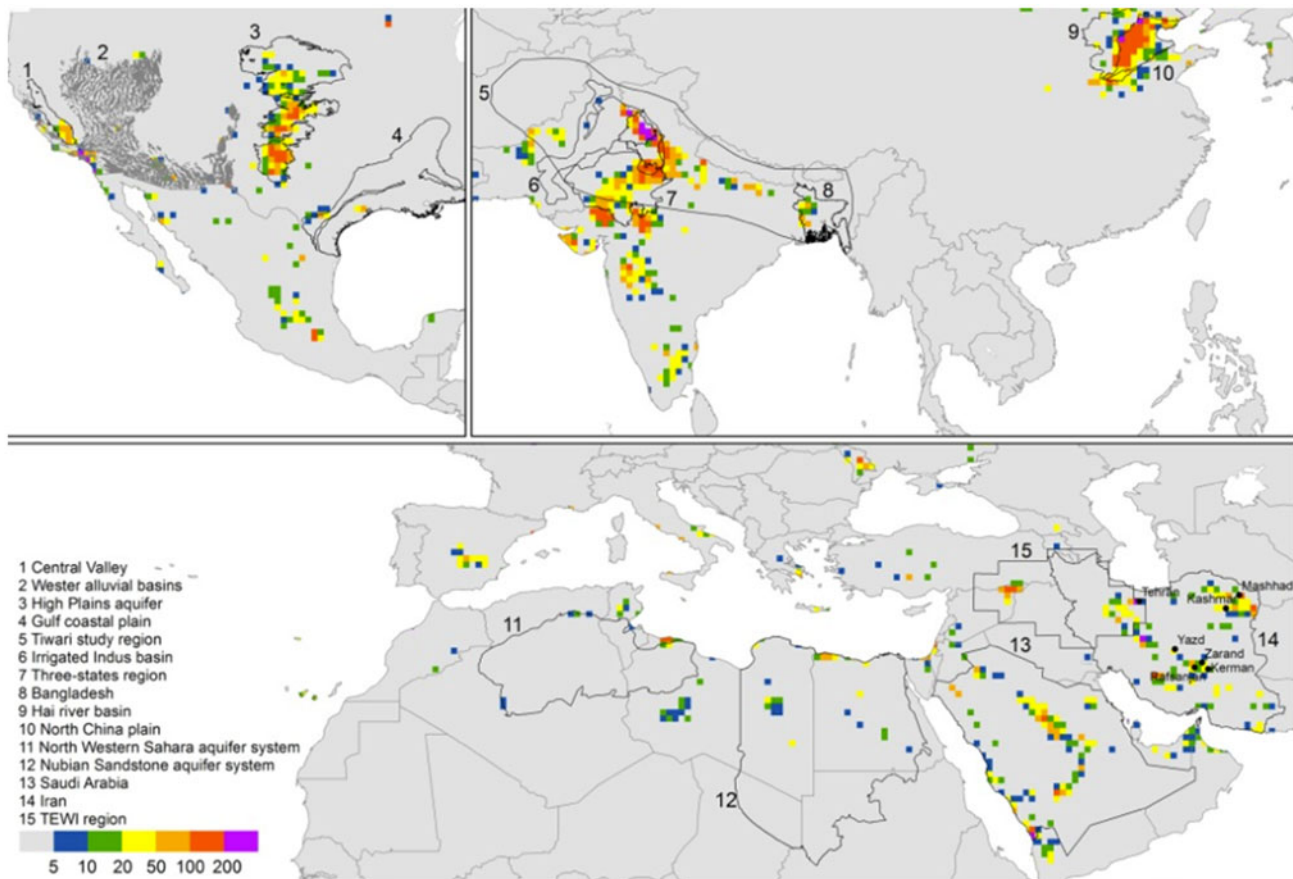 1
2
3
4
5
6
7
8
9
10
1 Central Valley
2 Wester alluvial basins
3 High Plains aquifer
4 Gulf coastal plain
5 Tiwari study region
6 Irrigated Indus basin
7 Three-states region
8 Bangladesh
9 Hai river basin
10 North China plain
11 North Western Sahara aquifer system
12 Nubian Sandstone aquifer system
13 Saudi Arabia
14 Iran
15 TEWI region
5 10 20 50 100 200
11
12
13
14
15
Tehran
Kashmar
Mashhad
Yazd
Zarand
Kerman
Rafsanjan